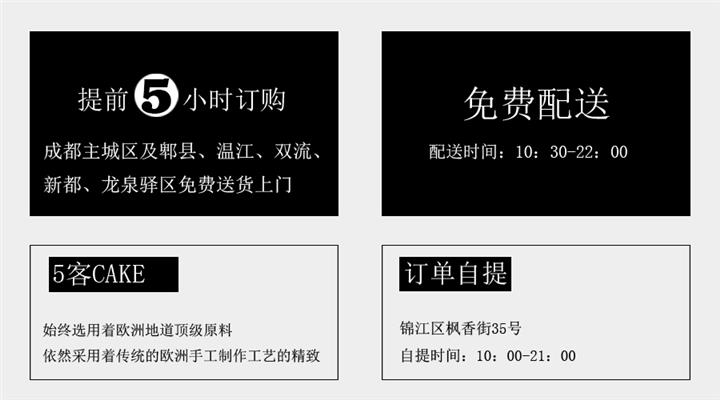 提前5小时订购
成都主城区及郫县、温江、双流、
新都、龙泉驿区免费送货上门
免费配送
配送时间：10：30-22：00
5客CAKE
始终选用着欧洲地道顶级原料
依然采用着传统的欧洲手工制作工艺的精致
订单自提
锦江区枫香街35号
自提时间：10：00-21：00